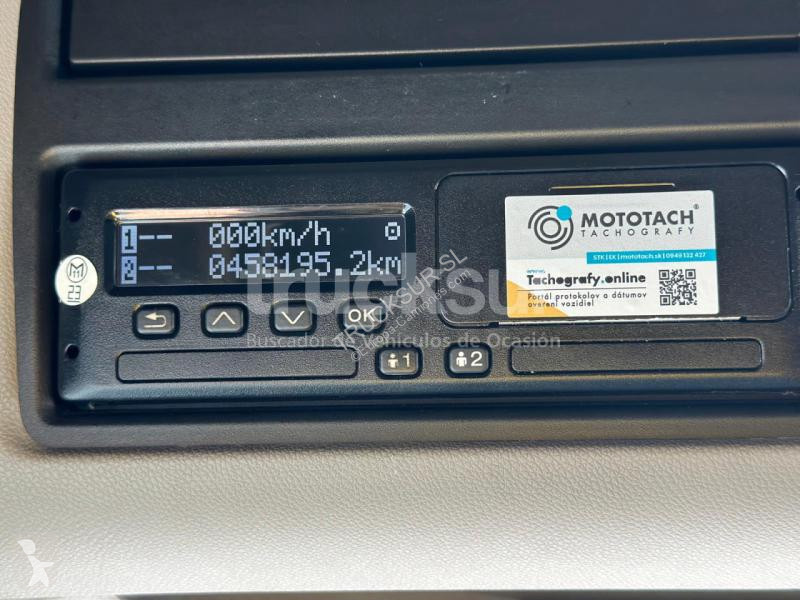 1 -- 000km/h
2 -- 0458195.2km
M 23
OK
1 2
MOTOTACH®
TACHOGRAFY
STK | EK | mototach.sk | 0949 132 427
Tachografy.online
Portál protokolov a dátumov
overení vozidiel
trucksur
Buscador de Vehículos de Ocasión
TRUCKSUR SL